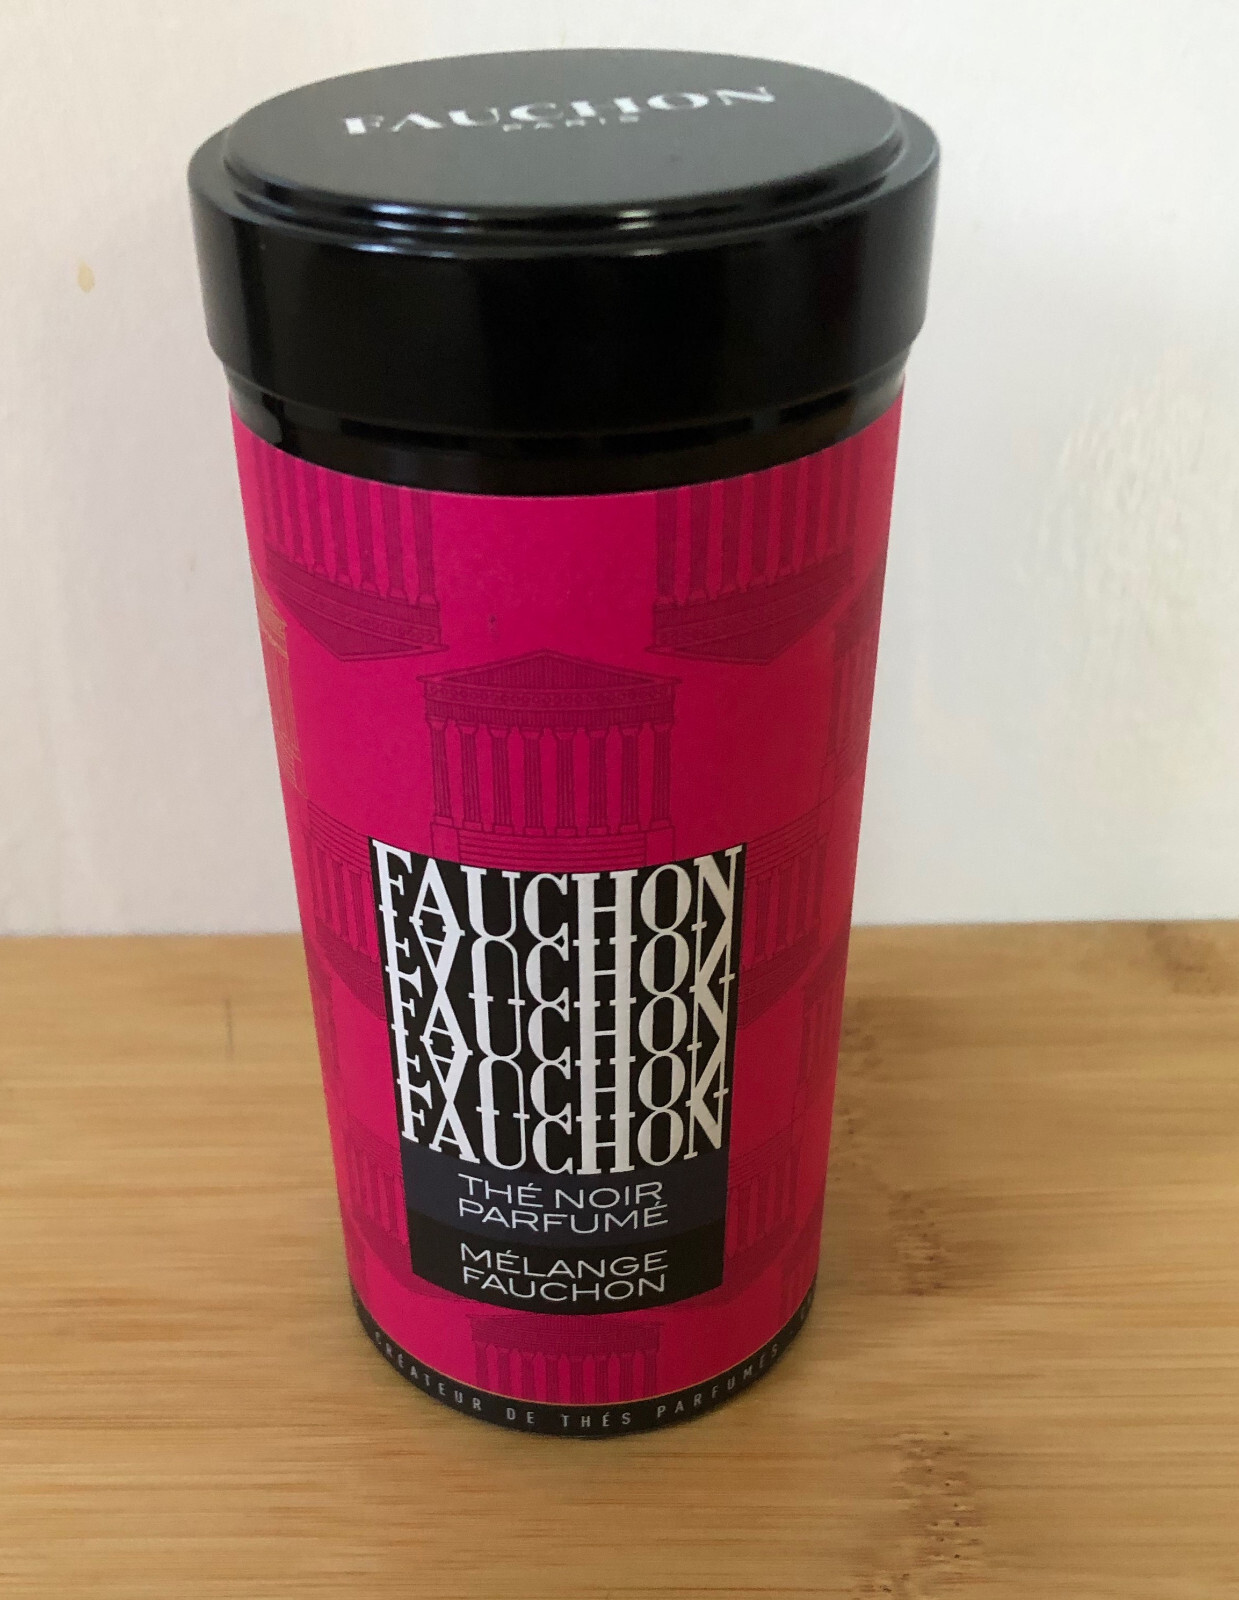 FAUCHON
PARIS
FAUCHON
FAUCHON
FAUCHON
FAUCHON
FAUCHON
THÉ NOIR
PARFUMÉ
MÉLANGE
FAUCHON
CRÉATEUR DE THÉS PARFUMÉS